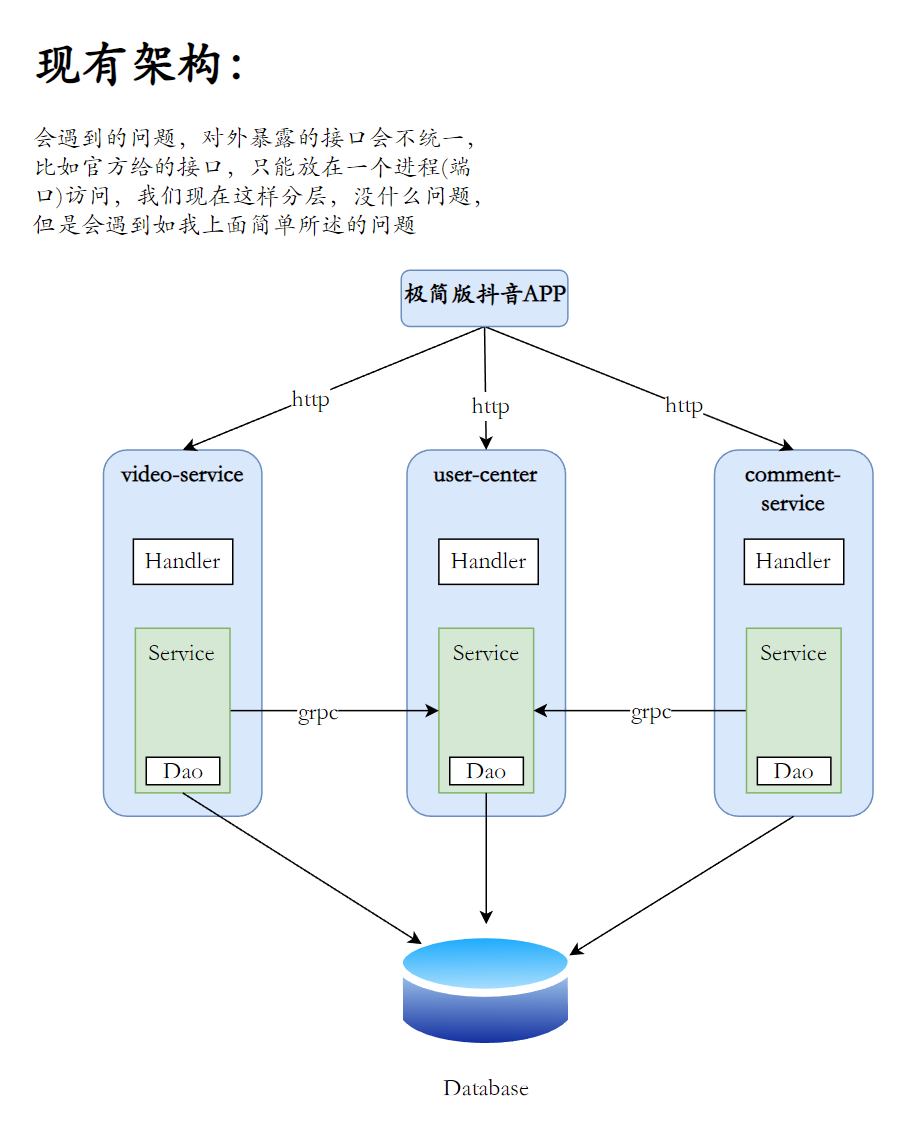 现有架构：
会遇到的问题，对外暴露的接口会不统一，
比如官方给的接口，只能放在一个进程(端
口)访问，我们现在这样分层，没什么问题，
但是会遇到如我上面简单所述的问题
极简版抖音APP
http
http
http
video-service
user-center
comment-
service
Handler
Handler
Handler
Service
Service
Service
grpc
grpc
Dao
Dao
Dao
Database